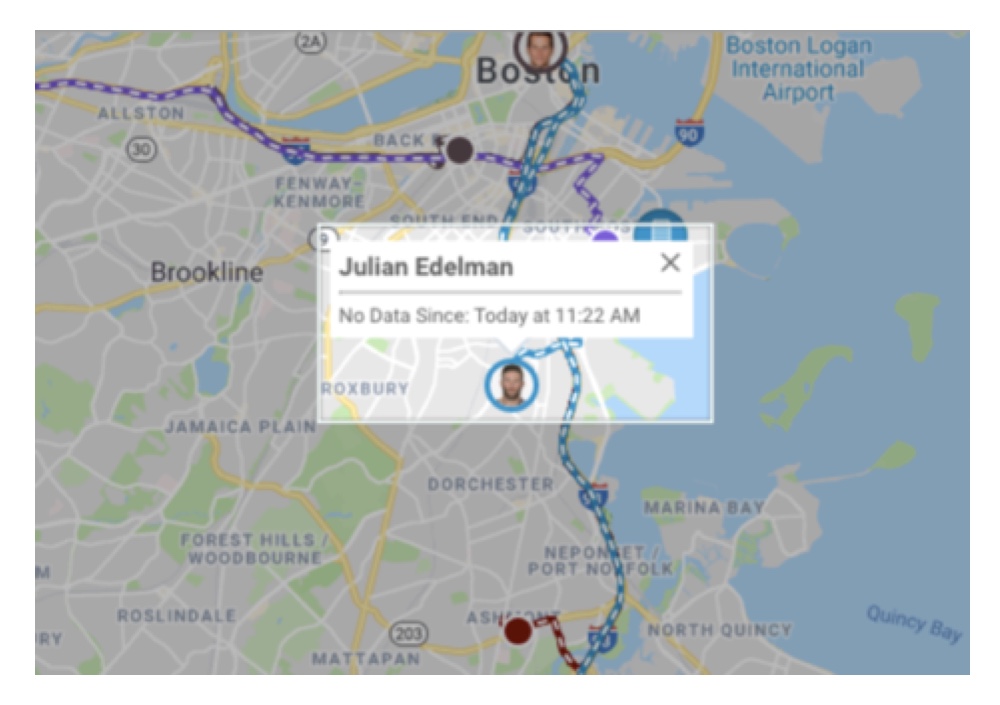 2A
Boston
Boston Logan
International
Airport
ALLSTON
30
BACK
90
FENWAY-
KENMORE
SOUTH END
9
Brookline
Julian Edelman
No Data Since: Today at 11:22 AM
ROXBURY
JAMAICA PLAIN
DORCHESTER
MARINA BAY
FOREST HILLS /
WOODBOURNE
NEPONSET /
PORT NORFOLK
M
ROSLINDALE
ASHMONT
Quincy Bay
RY
203
NORTH QUINCY
MATTAPAN